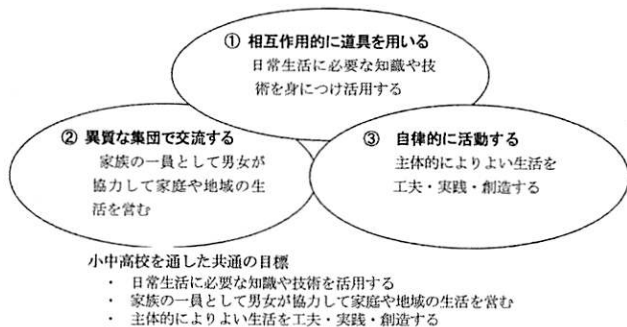 ① 相互作用的に道具を用いる
日常生活に必要な知識や技
術を身につけ活用する
② 異質な集団で交流する
家族の一員として男女が
協力して家庭や地域の生
活を営む
③ 自律的に活動する
主体的によりよい生活を
工夫・実践・創造する
小中高校を通した共通の目標
・ 日常生活に必要な知識や技術を活用する
・ 家族の一員として男女が協力して家庭や地域の生活を営む
・ 主体的によりよい生活を工夫・実践・創造する